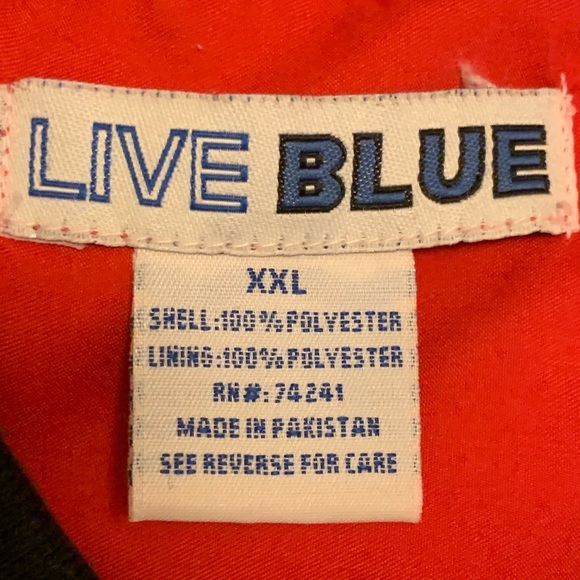 LIVE BLUE
XXL
SHELL:100% POLYESTER
LINING:100% POLYESTER
RN#: 74241
MADE IN PAKISTAN
SEE REVERSE FOR CARE